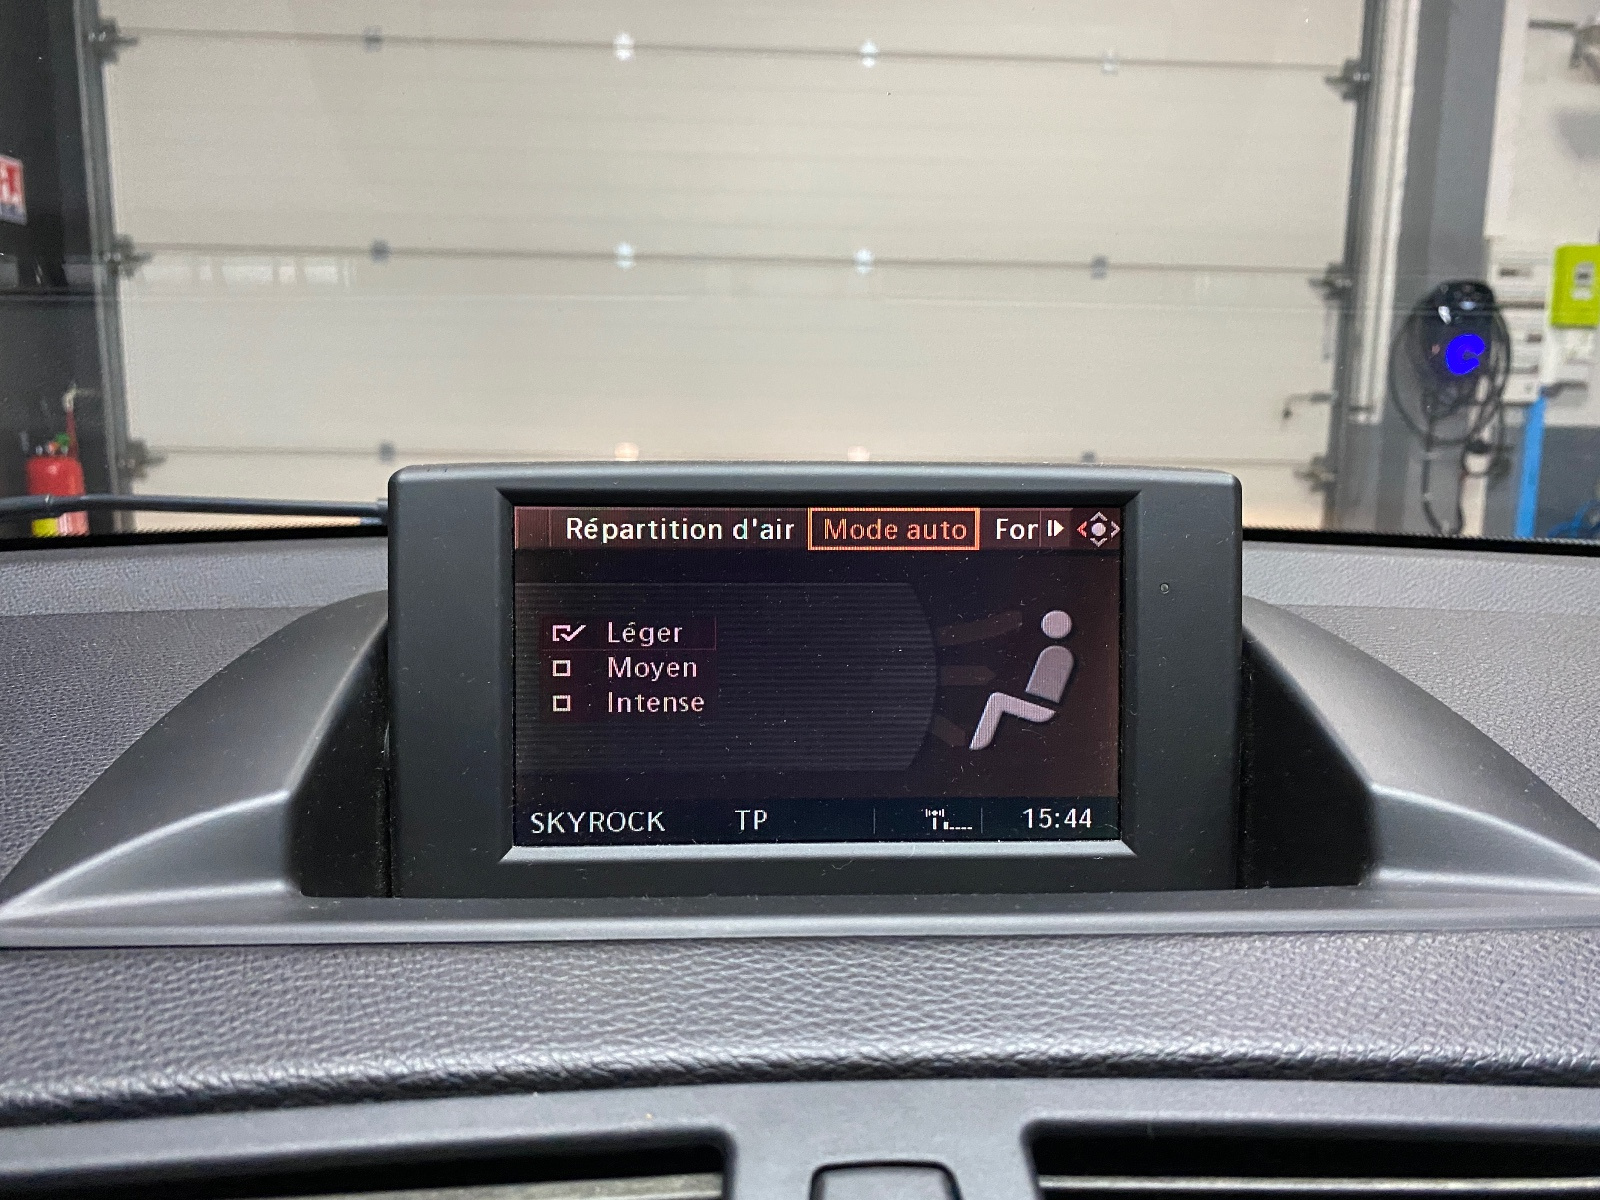 Répartition d'air Mode auto For
Léger
Moyen
Intense
SKYROCK TP 15:44